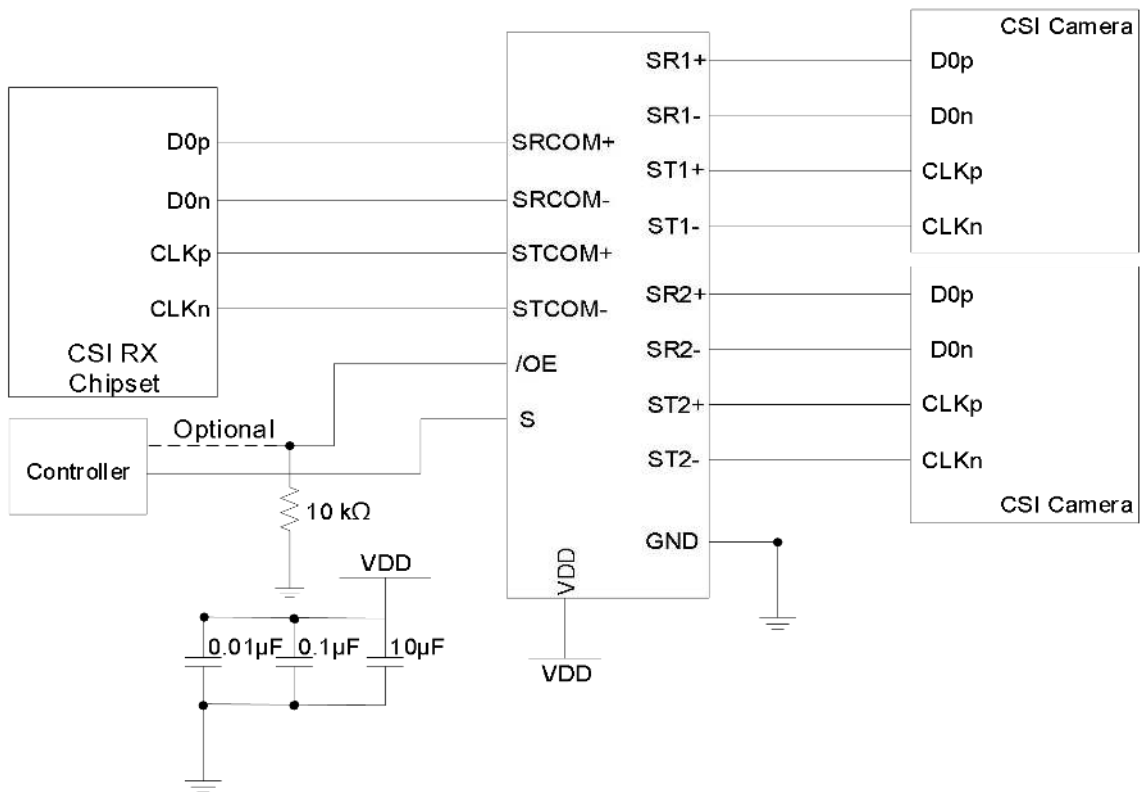 CSI Camera
D0p
D0n
CLKp
CLKn
D0p
D0n
CLKp
CLKn
CSI Camera
SR1+
SR1-
ST1+
ST1-
SR2+
SR2-
ST2+
ST2-
GND
SRCOM+
SRCOM-
STCOM+
STCOM-
/OE
S
VDD
VDD
D0p
D0n
CLKp
CLKn
CSI RX
Chipset
Optional
Controller
10 kΩ
VDD
0.01µF
0.1µF
10µF